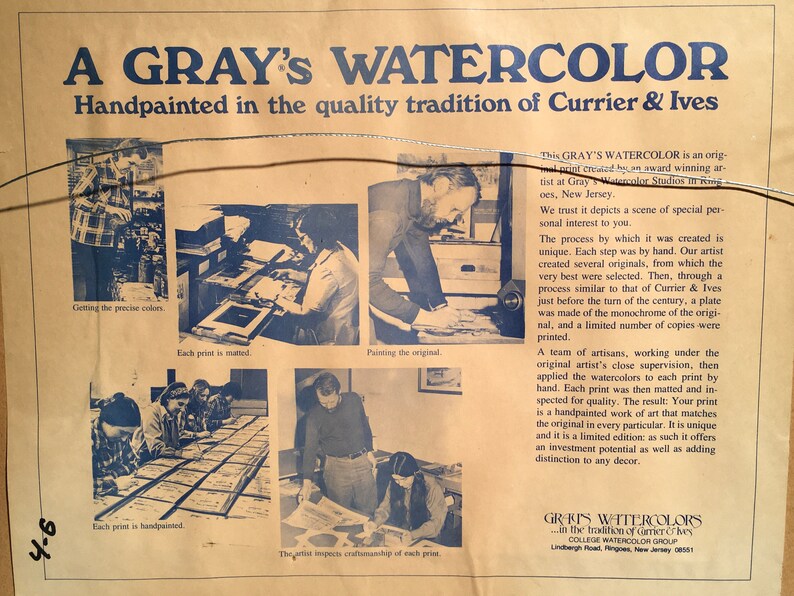 A GRAY's® WATERCOLOR
Handpainted in the quality tradition of Currier & Ives
Getting the precise colors.
Each print is matted.
Painting the original.
Each print is handpainted.
The artist inspects craftsmanship of each print.
This GRAY'S WATERCOLOR is an orig-
inal print created by an award winning ar-
tist at Gray's Watercolor Studios in Ring-
oes, New Jersey.
We trust it depicts a scene of special per-
sonal interest to you.
The process by which it was created is
unique. Each step was by hand. Our artist
created several originals, from which the
very best were selected. Then, through a
process similar to that of Currier & Ives
just before the turn of the century, a plate
was made of the monochrome of the origi-
nal, and a limited number of copies were
printed.
A team of artisans, working under the
original artist's close supervision, then
applied the watercolors to each print by
hand. Each print was then matted and in-
spected for quality. The result: Your print
is a handpainted work of art that matches
the original in every particular. It is unique
and it is a limited edition: as such it offers
an investment potential as well as adding
distinction to any decor.
GRAY'S WATERCOLORS
...in the tradition of Currier & Ives
COLLEGE WATERCOLOR GROUP
Lindbergh Road, Ringoes, New Jersey 08551
4-6